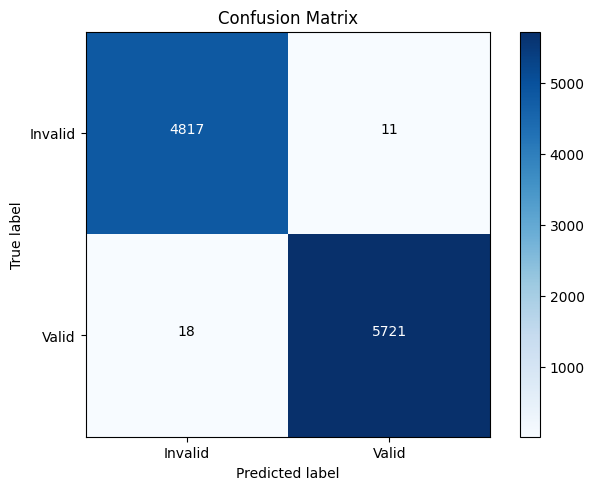 Confusion Matrix
Invalid
4817
11
Valid
18
5721
Invalid
Valid
True label
Predicted label
5000
4000
3000
2000
1000